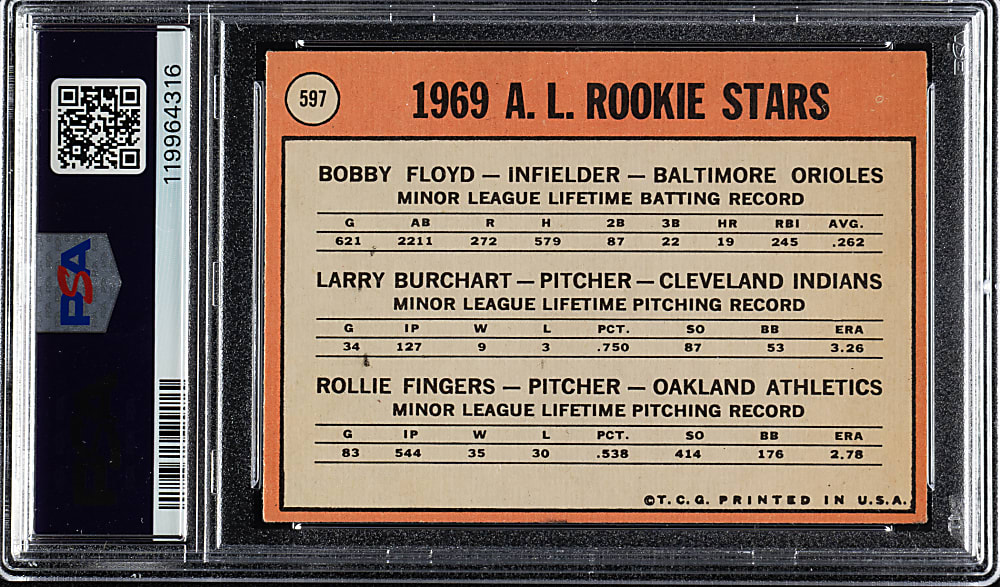 119964316
PSA
597
1969 A. L. ROOKIE STARS
BOBBY FLOYD — INFIELDER — BALTIMORE ORIOLES
MINOR LEAGUE LIFETIME BATTING RECORD
G AB R H 2B 3B HR RBI AVG.
621 2211 272 579 87 22 19 245 .262
LARRY BURCHART — PITCHER — CLEVELAND INDIANS
MINOR LEAGUE LIFETIME PITCHING RECORD
G IP W L PCT. SO BB ERA
34 127 9 3 .750 87 53 3.26
ROLLIE FINGERS — PITCHER — OAKLAND ATHLETICS
MINOR LEAGUE LIFETIME PITCHING RECORD
G IP W L PCT. SO BB ERA
83 544 35 30 .538 414 176 2.78
©T.C.G. PRINTED IN U.S.A.